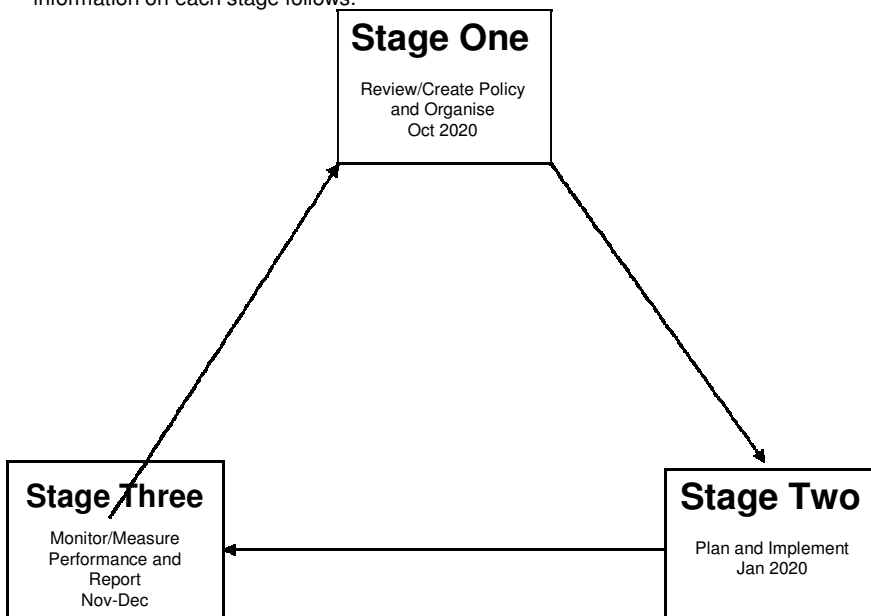 information on each stage follows.
Stage One
Review/Create Policy
and Organise
Oct 2020
Stage Two
Plan and Implement
Jan 2020
Stage Three
Monitor/Measure
Performance and
Report
Nov-Dec